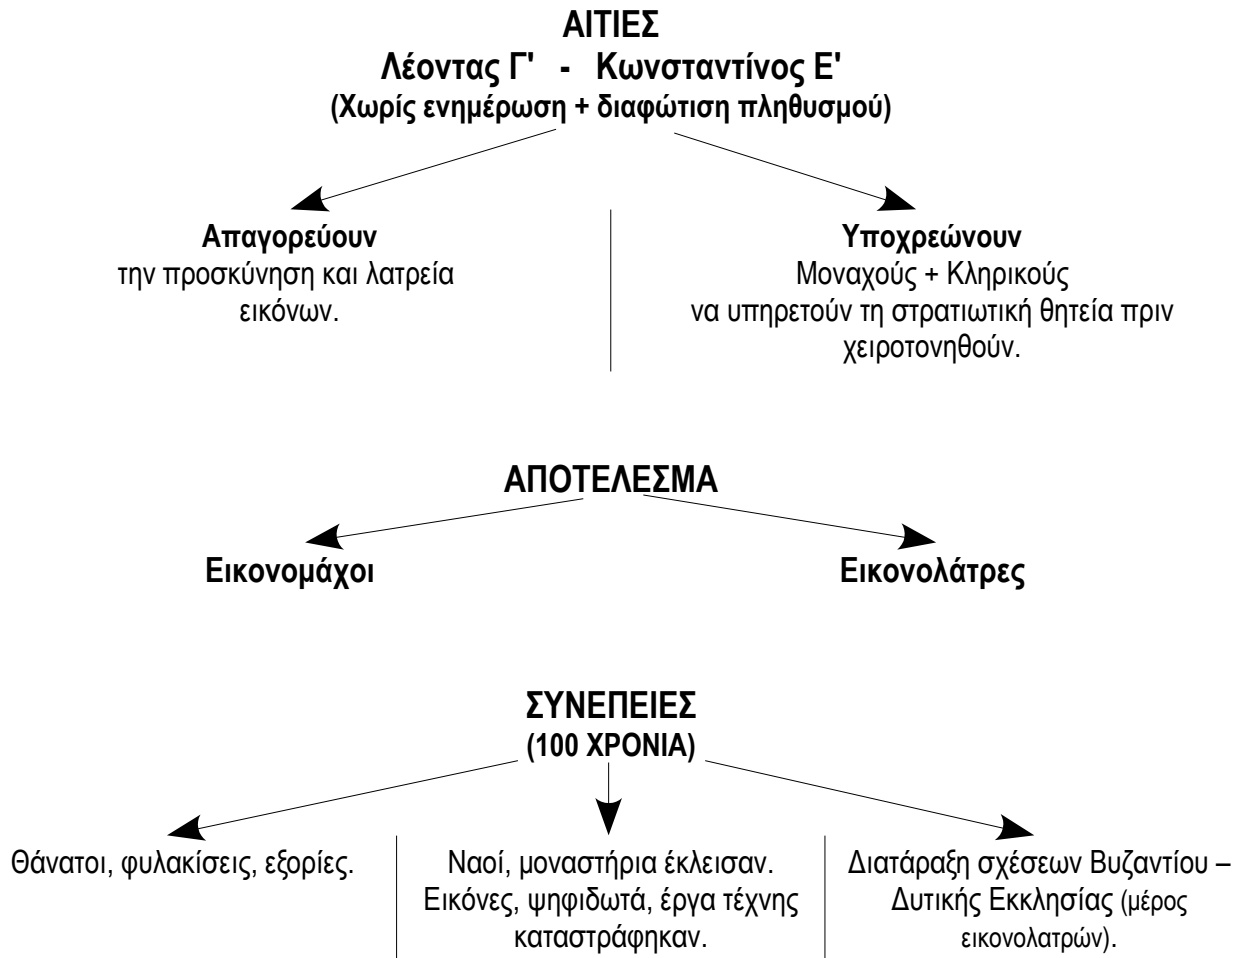 ΑΙΤΙΕΣ
Λέοντας Γ' - Κωνσταντίνος Ε'
(Χωρίς ενημέρωση + διαφώτιση πληθυσμού)
Απαγορεύουν
την προσκύνηση και λατρεία
εικόνων.
Υποχρεώνουν
Μοναχούς + Κληρικούς
να υπηρετούν τη στρατιωτική θητεία πριν
χειροτονηθούν.
ΑΠΟΤΕΛΕΣΜΑ
Εικονομάχοι
Εικονολάτρες
ΣΥΝΕΠΕΙΕΣ
(100 ΧΡΟΝΙΑ)
Θάνατοι, φυλακίσεις, εξορίες.
Ναοί, μοναστήρια έκλεισαν.
Εικόνες, ψηφιδωτά, έργα τέχνης
καταστράφηκαν.
Διατάραξη σχέσεων Βυζαντίου –
Δυτικής Εκκλησίας (μέρος
εικονολατρών).